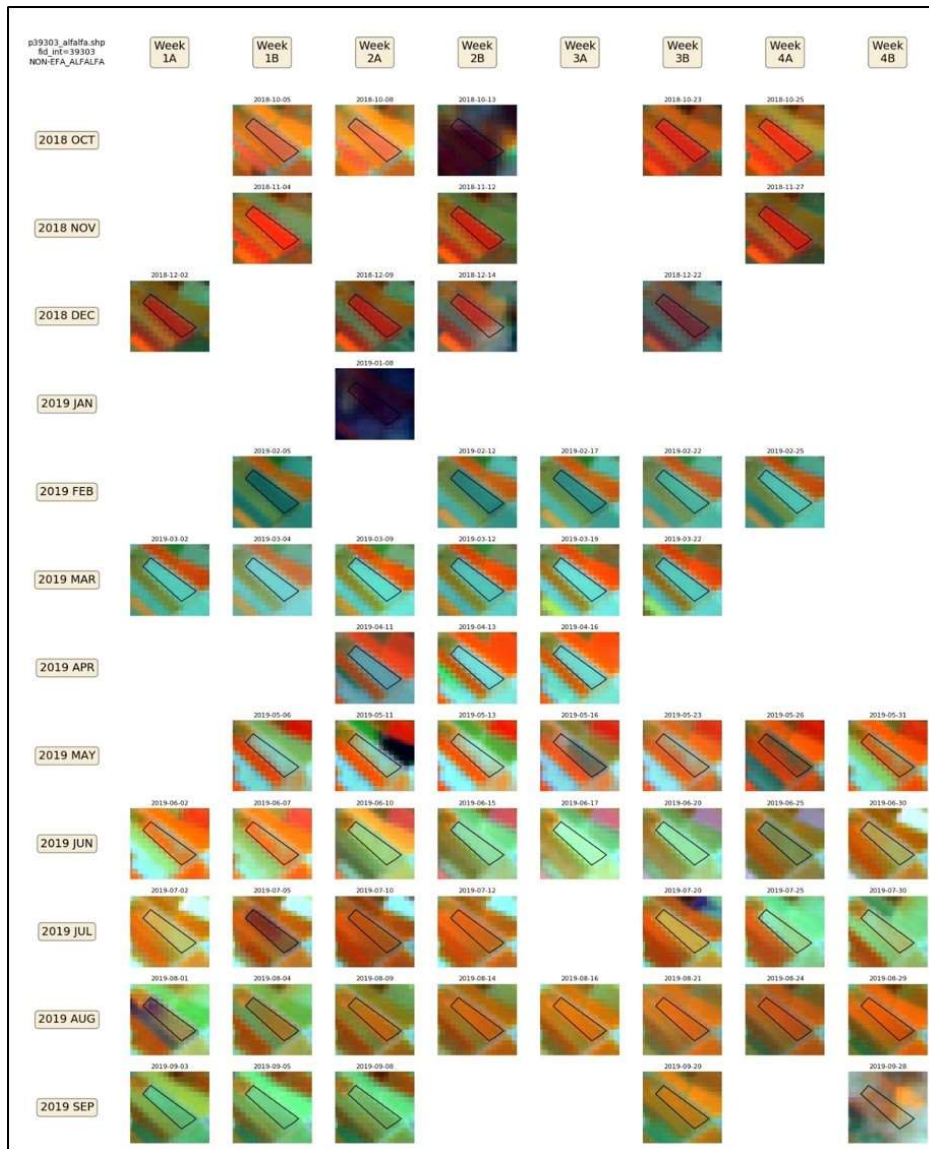 p39303_alfalfa.shp
fid_int=39303
NON-EFA_ALFALFA
Week 1A
Week 1B
Week 2A
Week 2B
Week 3A
Week 3B
Week 4A
Week 4B
2018 OCT
2018-10-05
2018-10-08
2018-10-13
2018-10-23
2018-10-25
2018 NOV
2018-11-04
2018-11-12
2018-11-27
2018 DEC
2018-12-02
2018-12-09
2018-12-14
2018-12-22
2019 JAN
2019-01-08
2019 FEB
2019-02-05
2019-02-12
2019-02-17
2019-02-22
2019-02-25
2019 MAR
2019-03-02
2019-03-04
2019-03-09
2019-03-12
2019-03-19
2019-03-22
2019 APR
2019-04-11
2019-04-13
2019-04-16
2019 MAY
2019-05-06
2019-05-11
2019-05-13
2019-05-16
2019-05-23
2019-05-26
2019-05-31
2019 JUN
2019-06-02
2019-06-07
2019-06-10
2019-06-15
2019-06-17
2019-06-20
2019-06-25
2019-06-30
2019 JUL
2019-07-02
2019-07-05
2019-07-10
2019-07-12
2019-07-20
2019-07-25
2019-07-30
2019 AUG
2019-08-01
2019-08-04
2019-08-09
2019-08-14
2019-08-16
2019-08-21
2019-08-24
2019-08-29
2019 SEP
2019-09-03
2019-09-05
2019-09-08
2019-09-20
2019-09-28